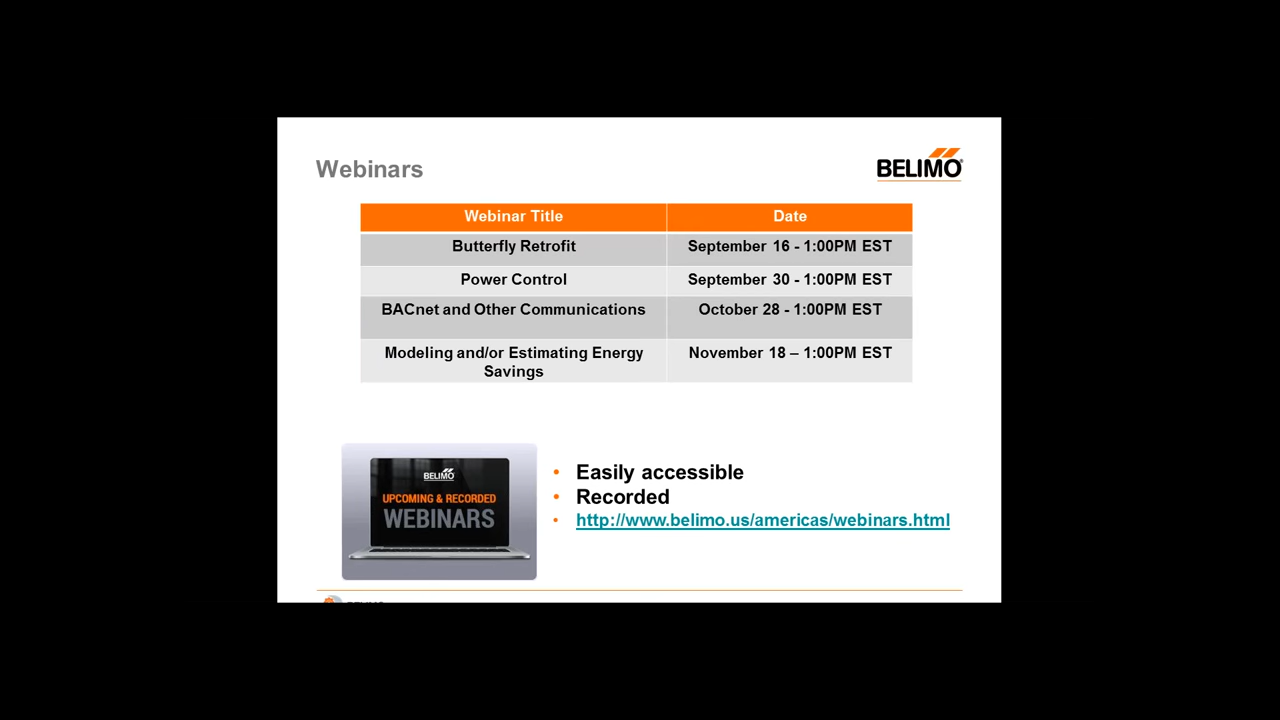 Webinars
BELIMO
Webinar Title Date
Butterfly Retrofit September 16 - 1:00PM EST
Power Control September 30 - 1:00PM EST
BACnet and Other Communications October 28 - 1:00PM EST
Modeling and/or Estimating Energy November 18 – 1:00PM EST
Savings
BELIMO
UPCOMING & RECORDED
WEBINARS
• Easily accessible
• Recorded
• http://www.belimo.us/americas/webinars.html